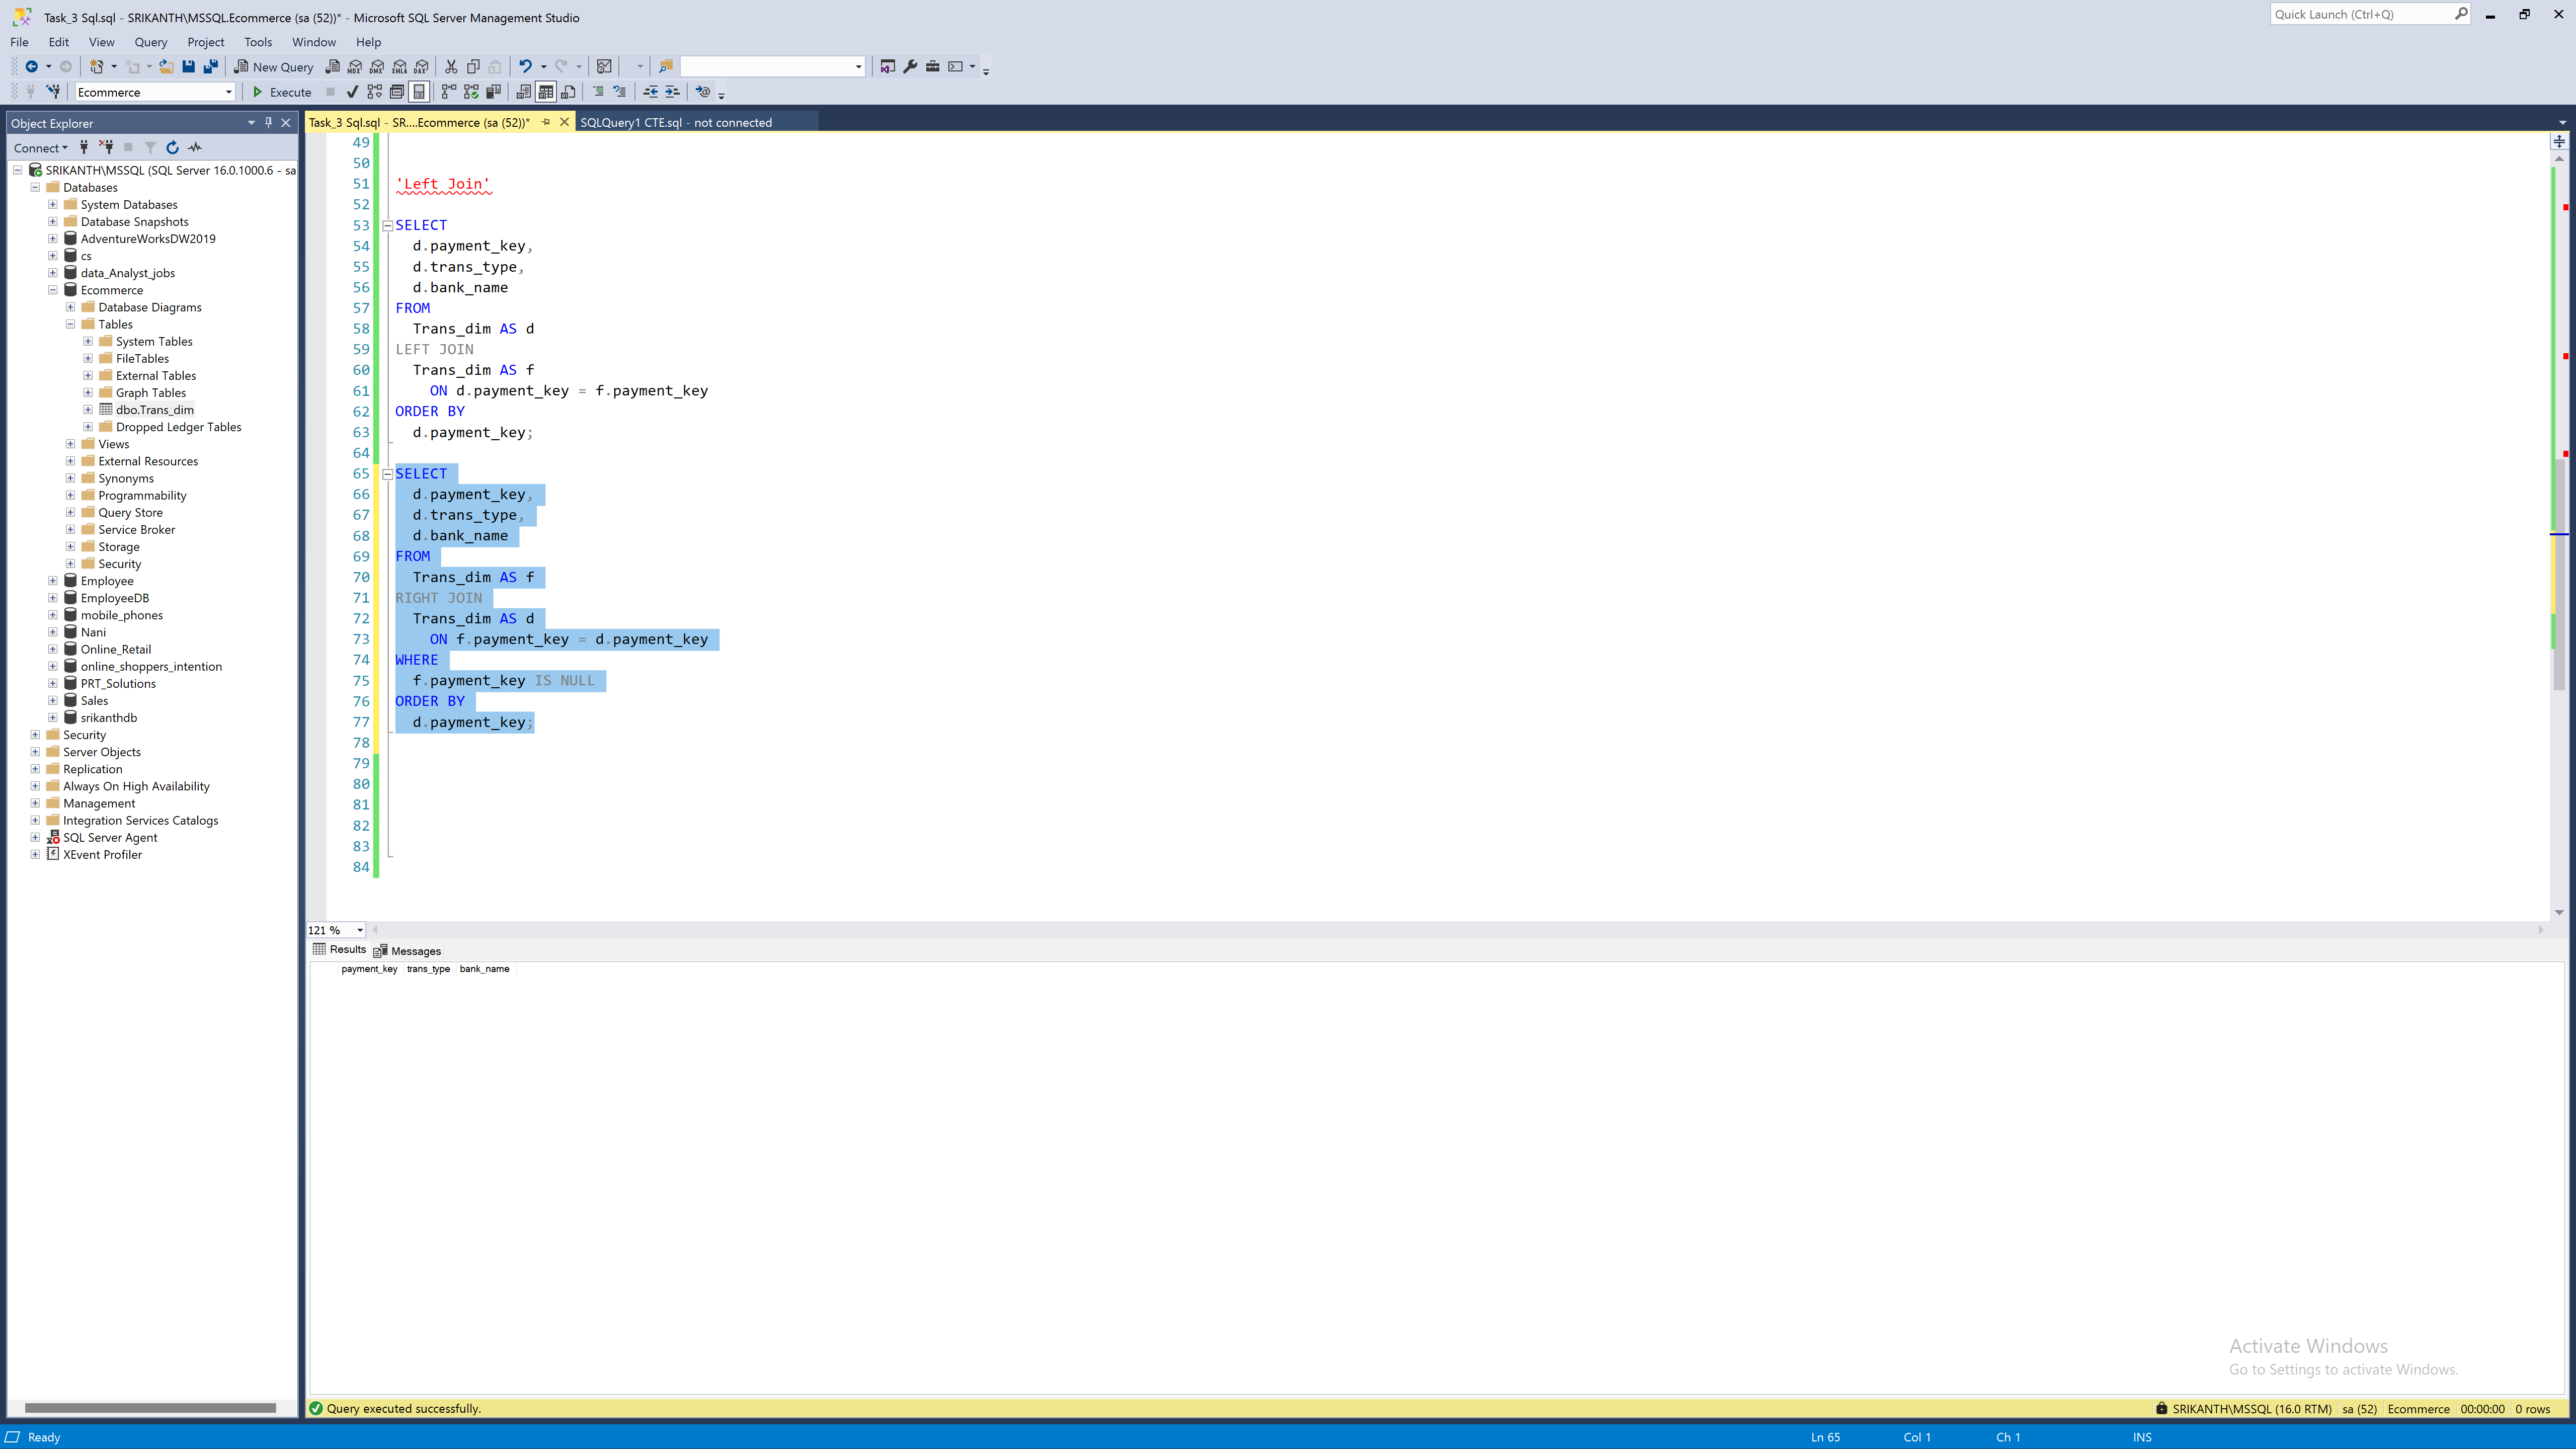 Task_3 Sql.sql - SRIKANTH\MSSQL.Ecommerce (sa (52))* - Microsoft SQL Server Management Studio
Quick Launch (Ctrl+Q)
File Edit View Query Project Tools Window Help
New Query MDX DMX XMLA DAX
Ecommerce Execute
Object Explorer
Task_3 Sql.sql - SR....Ecommerce (sa (52))* SQLQuery1 CTE.sql - not connected
Connect
SRIKANTH\MSSQL (SQL Server 16.0.1000.6 - sa
Databases
System Databases
Database Snapshots
AdventureWorksDW2019
cs
data_Analyst_jobs
Ecommerce
Database Diagrams
Tables
System Tables
FileTables
External Tables
Graph Tables
dbo.Trans_dim
Dropped Ledger Tables
Views
External Resources
Synonyms
Programmability
Query Store
Service Broker
Storage
Security
Employee
EmployeeDB
mobile_phones
Nani
Online_Retail
online_shoppers_intention
PRT_Solutions
Sales
srikanthdb
Security
Server Objects
Replication
Always On High Availability
Management
Integration Services Catalogs
SQL Server Agent
XEvent Profiler
49
50
51 'Left Join'
52
53 SELECT
54 d.payment_key,
55 d.trans_type,
56 d.bank_name
57 FROM
58 Trans_dim AS d
59 LEFT JOIN
60 Trans_dim AS f
61 ON d.payment_key = f.payment_key
62 ORDER BY
63 d.payment_key;
64
65 SELECT
66 d.payment_key,
67 d.trans_type,
68 d.bank_name
69 FROM
70 Trans_dim AS f
71 RIGHT JOIN
72 Trans_dim AS d
73 ON f.payment_key = d.payment_key
74 WHERE
75 f.payment_key IS NULL
76 ORDER BY
77 d.payment_key;
78
79
80
81
82
83
84
121 %
Results Messages
payment_key trans_type bank_name
Activate Windows
Go to Settings to activate Windows.
Query executed successfully. SRIKANTH\MSSQL (16.0 RTM) sa (52) Ecommerce 00:00:00 0 rows
Ready Ln 65 Col 1 Ch 1 INS